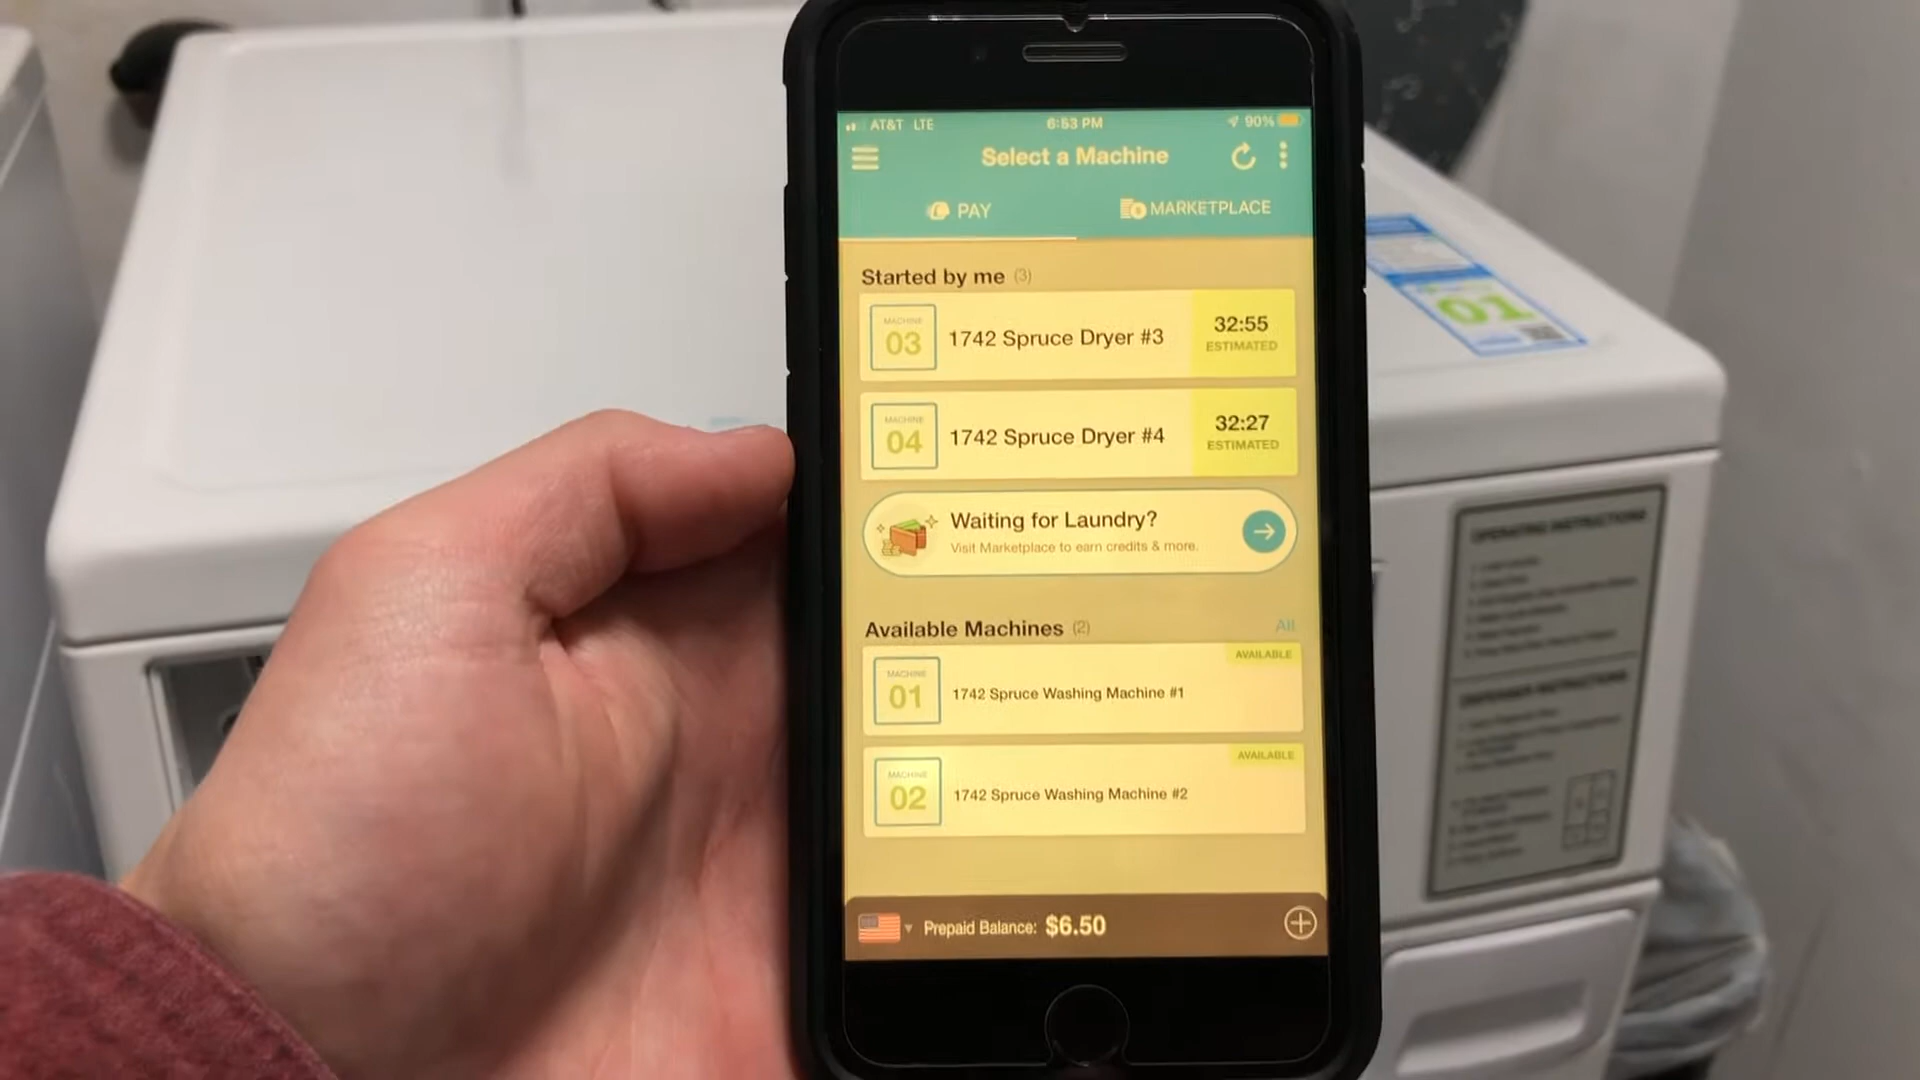 AT&T LTE 6:53 PM 90%
Select a Machine
PAY MARKETPLACE
Started by me (3)
MACHINE
03
1742 Spruce Dryer #3
32:55
ESTIMATED
MACHINE
04
1742 Spruce Dryer #4
32:27
ESTIMATED
Waiting for Laundry?
Visit Marketplace to earn credits & more.
Available Machines (2) All
AVAILABLE
MACHINE
01
1742 Spruce Washing Machine #1
AVAILABLE
MACHINE
02
1742 Spruce Washing Machine #2
Prepaid Balance: $6.50
01
OPERATING INSTRUCTIONS